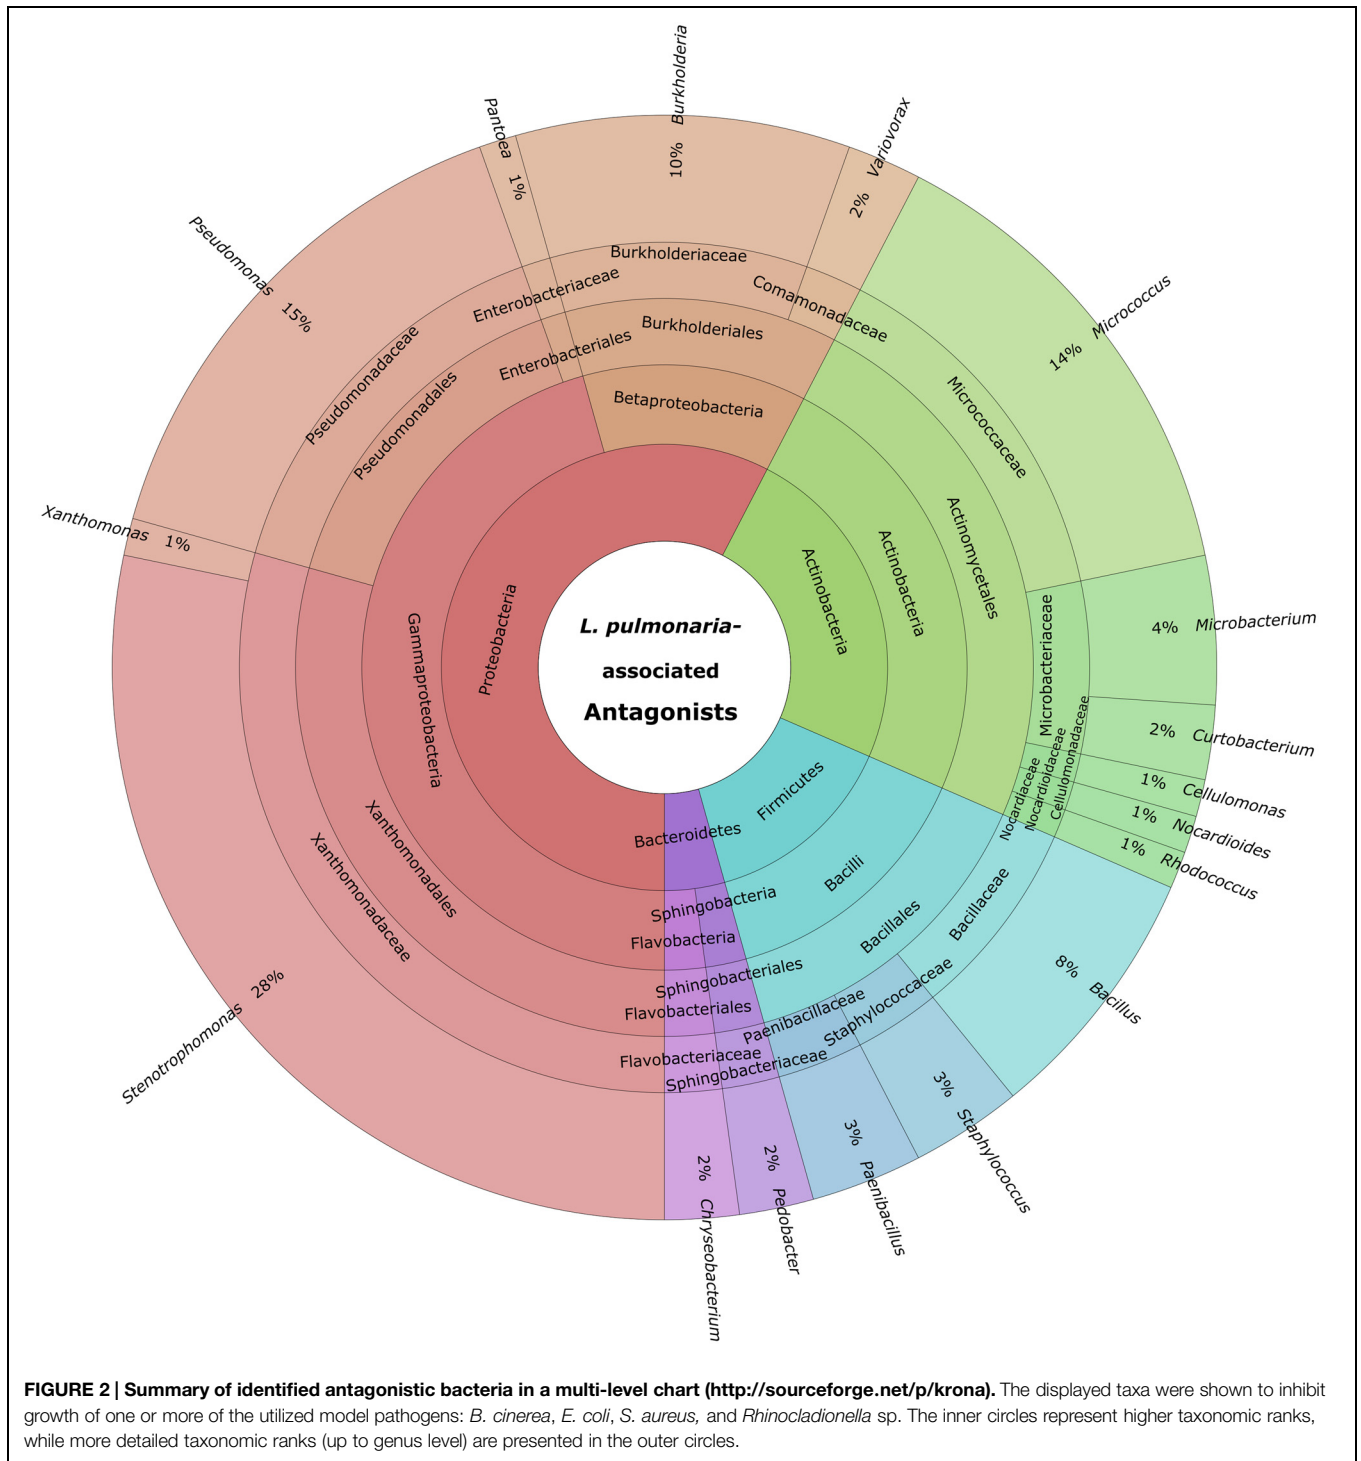 Burkholderia
10%
Pantoea
1%
Variovorax
2%
Pseudomonas
15%
Burkholderiaceae
Enterobacteriaceae
Comamonadaceae
Micrococcus
14%
Burkholderiales
Enterobacteriales
Pseudomonadaceae
Pseudomonadales
Betaproteobacteria
Micrococcaceae
Xanthomonas
1%
Actinomycetales
Actinobacteria
Actinobacteria
Proteobacteria
Gammaproteobacteria
L. pulmonaria-
associated
Antagonists
Microbacteriaceae
4%
Microbacterium
2%
Curtobacterium
Cellulomonadaceae
Nocardioidaceae
Nocardiaceae
1%
Cellulomonas
1%
Nocardioides
1%
Rhodococcus
Firmicutes
Bacteroidetes
Xanthomonadales
Xanthomonadaceae
Bacilli
Sphingobacteria
Flavobacteria
Bacillales
Bacillaceae
Sphingobacteriales
Flavobacteriales
Paenibacillaceae
Staphylococcaceae
Flavobacteriaceae
Sphingobacteriaceae
8%
Bacillus
28%
Stenotrophomonas
3%
Staphylococcus
3%
Paenibacillus
2%
Pedobacter
2%
Chryseobacterium
FIGURE 2 | Summary of identified antagonistic bacteria in a multi-level chart (http://sourceforge.net/p/krona). The displayed taxa were shown to inhibit
growth of one or more of the utilized model pathogens: B. cinerea, E. coli, S. aureus, and Rhinocladionella sp. The inner circles represent higher taxonomic ranks,
while more detailed taxonomic ranks (up to genus level) are presented in the outer circles.